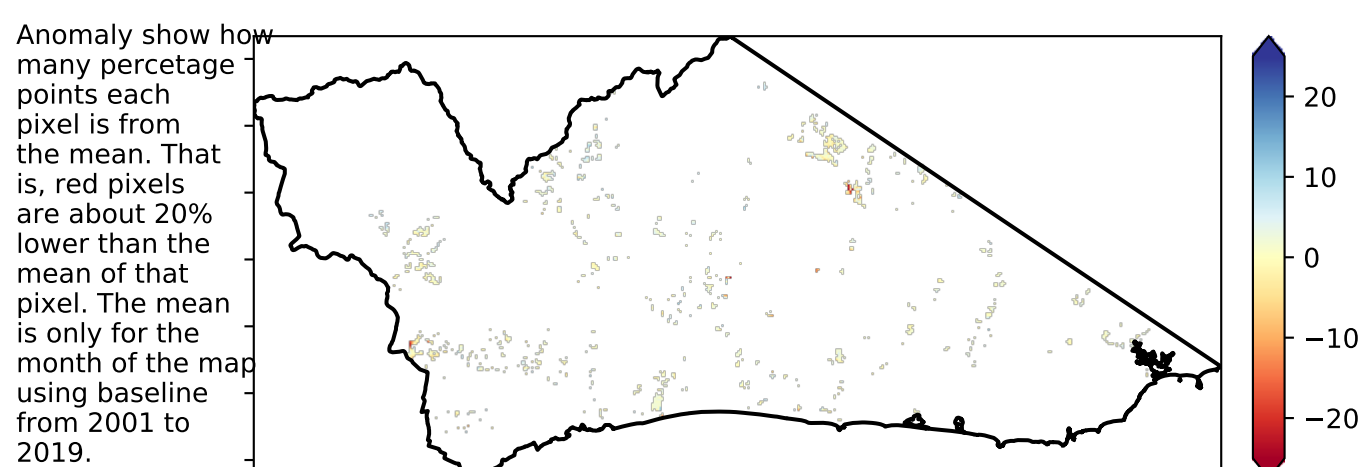 Anomaly show how
many percetage
points each
pixel is from
the mean. That
is, red pixels
are about 20%
lower than the
mean of that
pixel. The mean
is only for the
month of the map
using baseline
from 2001 to
2019.
20
10
0
−10
−20